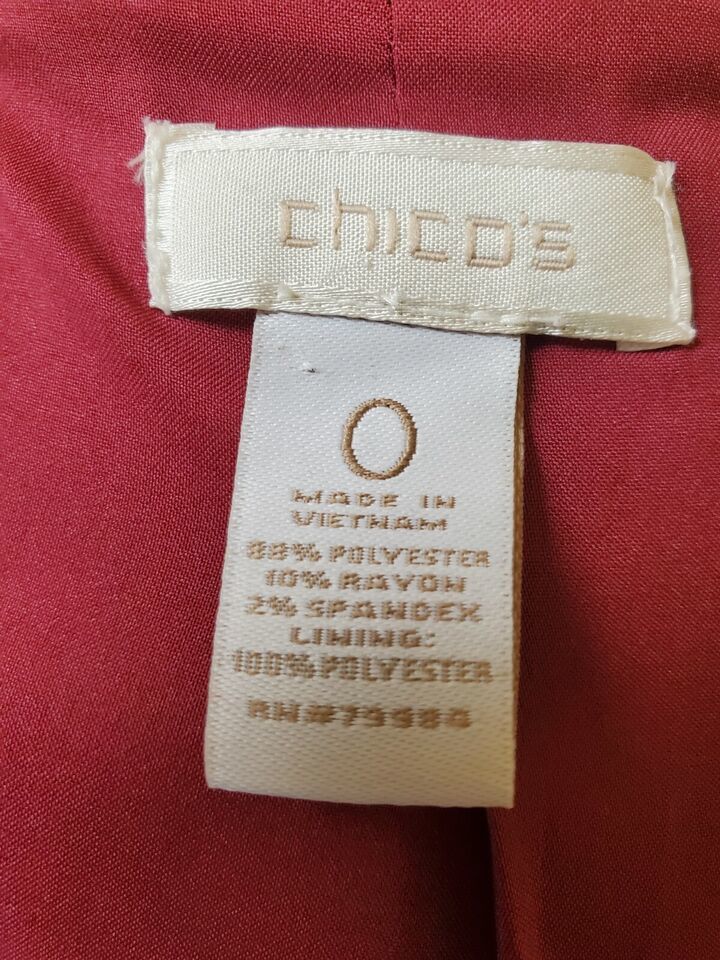 chico's
0
MADE IN
VIETNAM
88% POLYESTER
10% RAYON
2% SPANDEX
LINING:
100% POLYESTER